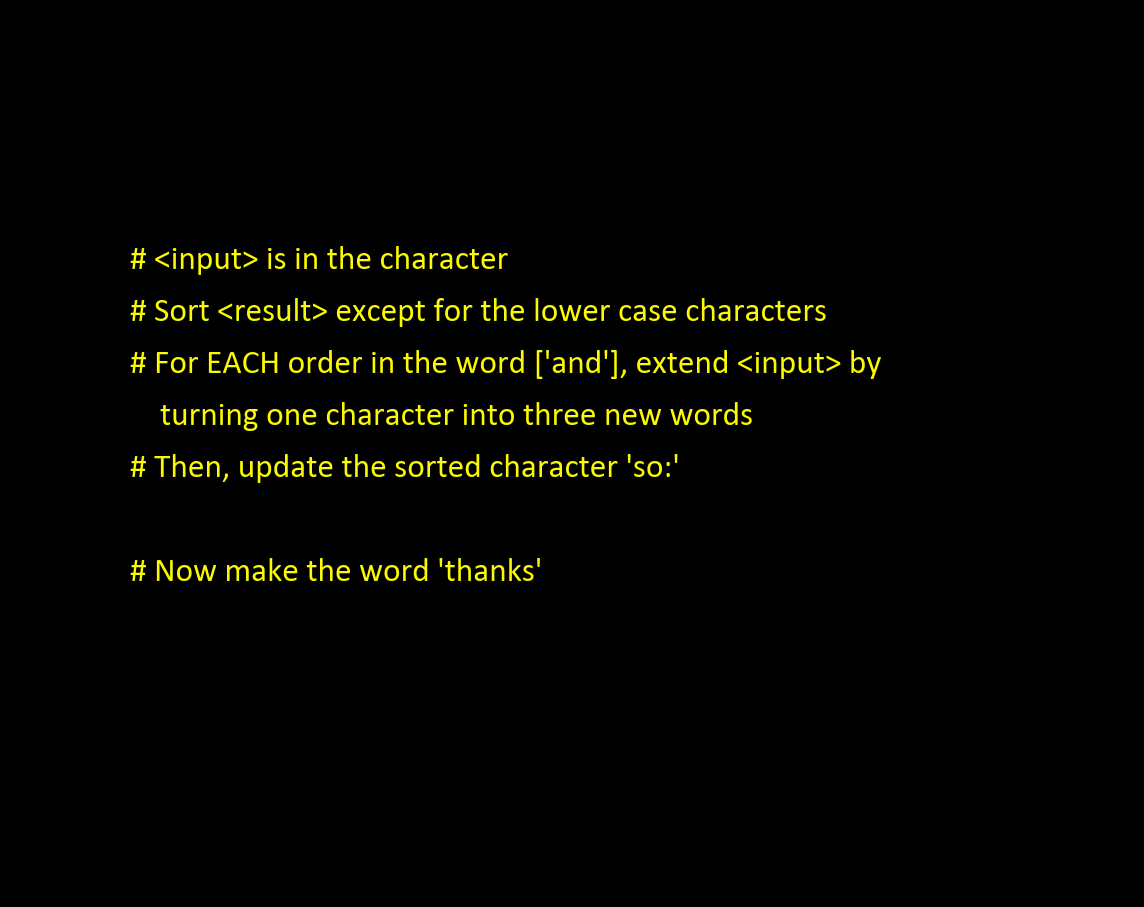 # <input> is in the character
# Sort <result> except for the lower case characters
# For EACH order in the word ['and'], extend <input> by
turning one character into three new words
# Then, update the sorted character 'so:'
# Now make the word 'thanks'